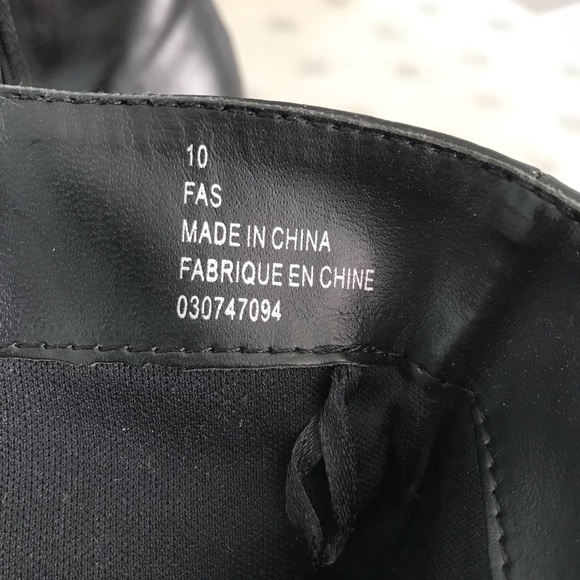 10
FAS
MADE IN CHINA
FABRIQUE EN CHINE
030747094